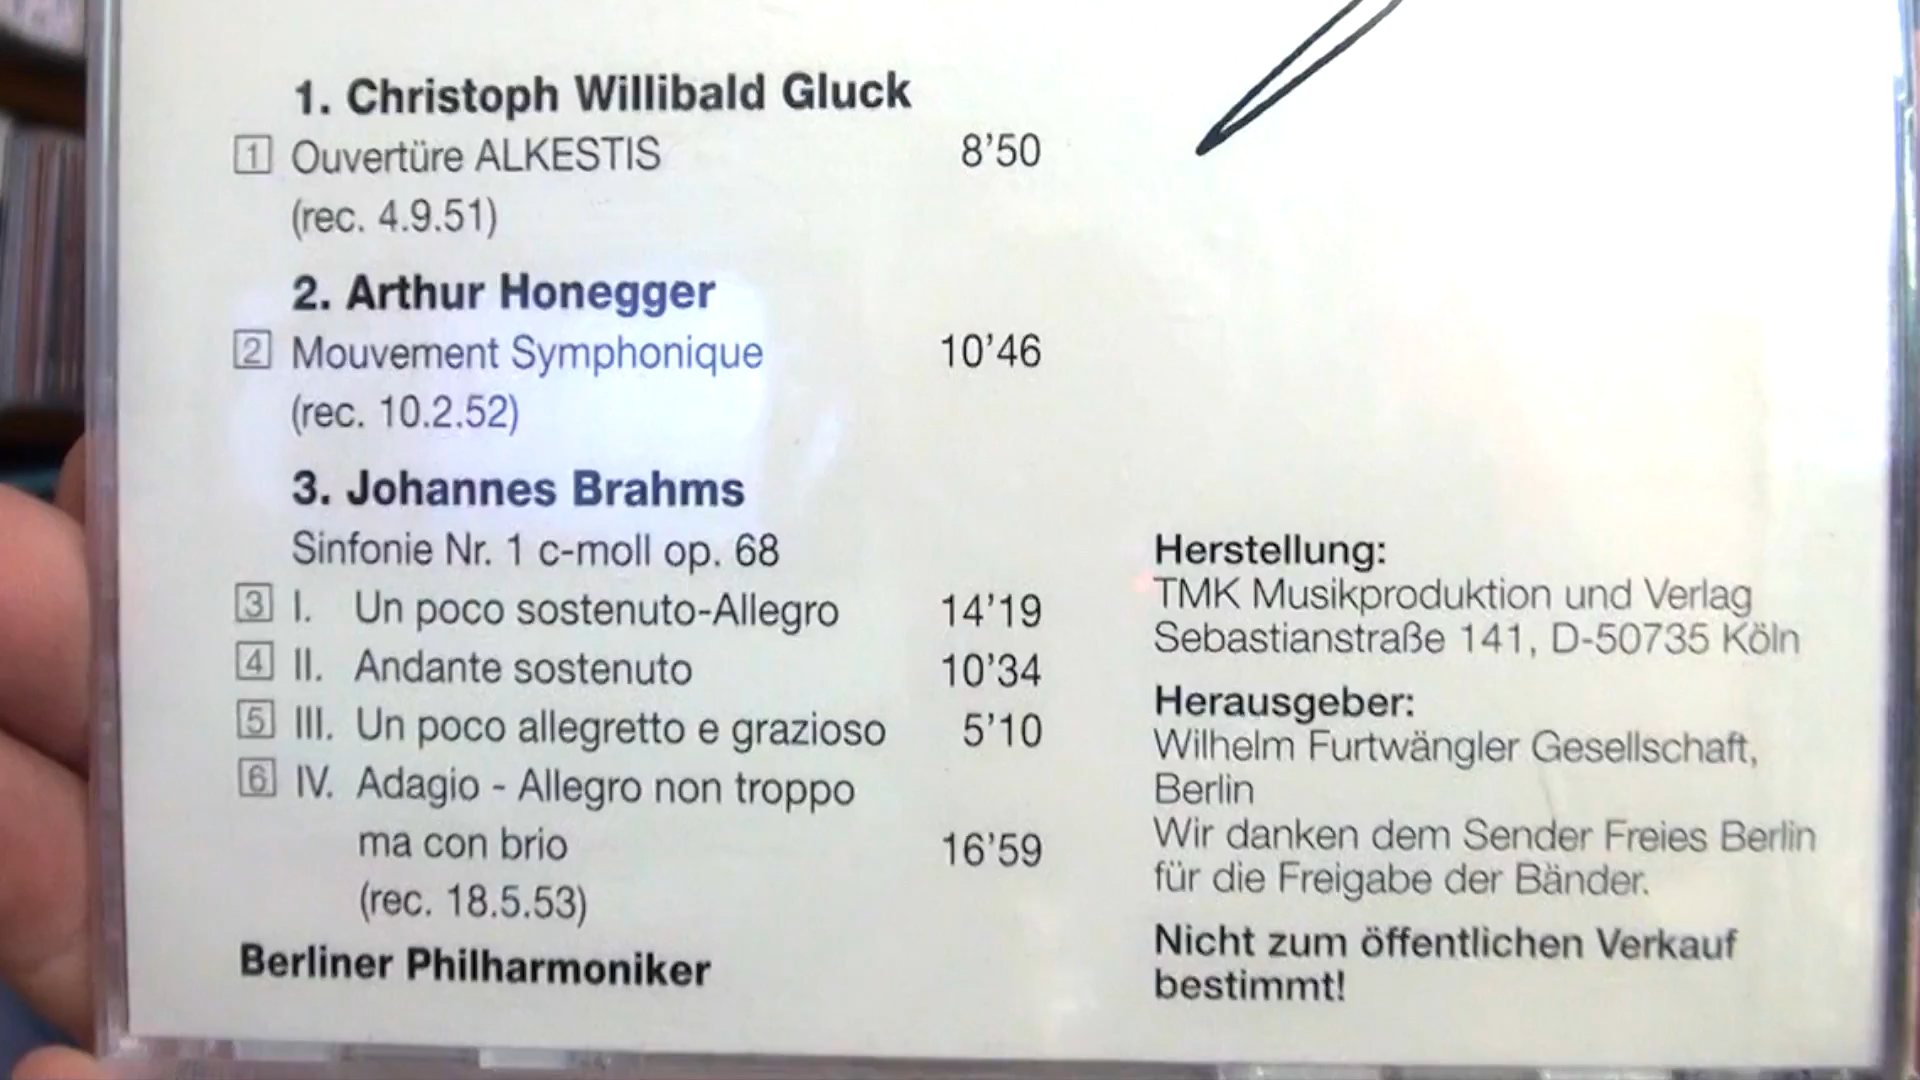 1. Christoph Willibald Gluck
1 Ouvertüre ALKESTIS 8'50
(rec. 4.9.51)
2. Arthur Honegger
2 Mouvement Symphonique 10'46
(rec. 10.2.52)
3. Johannes Brahms
Sinfonie Nr. 1 c-moll op. 68
3 I. Un poco sostenuto-Allegro 14'19
4 II. Andante sostenuto 10'34
5 III. Un poco allegretto e grazioso 5'10
6 IV. Adagio - Allegro non troppo
ma con brio 16'59
(rec. 18.5.53)
Berliner Philharmoniker
Herstellung:
TMK Musikproduktion und Verlag
Sebastianstraße 141, D-50735 Köln
Herausgeber:
Wilhelm Furtwängler Gesellschaft,
Berlin
Wir danken dem Sender Freies Berlin
für die Freigabe der Bänder.
Nicht zum öffentlichen Verkauf
bestimmt!